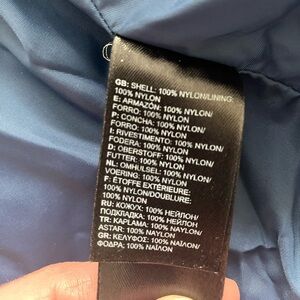 GB: SHELL: 100% NYLON/LINING:
100% NYLON
E: ARMAZÓN: 100% NYLON/
FORRO: 100% NYLON
P: CONCHA: 100% NYLON/
FORRO: 100% NYLON
I: RIVESTIMENTO: 100% NYLON/
FODERA: 100% NYLON
D: OBERSTOFF: 100% NYLON/
FUTTER: 100% NYLON
NL: OMHULSEL: 100% NYLON/
VOERING: 100% NYLON
F: ÉTOFFE EXTÉRIEURE:
100% NYLON/DOUBLURE:
100% NYLON
RU: КОЖУХ: 100% НЕЙЛОН/
ПОДКЛАДКА: 100% НЕЙЛОН
TR: KAPLAMA: 100% NAYLON/
ASTAR: 100% NAYLON
GR: ΚΕΛΥΦΟΣ: 100% ΝΑΪΛΟΝ/
ΦΟΔΡΑ: 100% ΝΑΪΛΟΝ